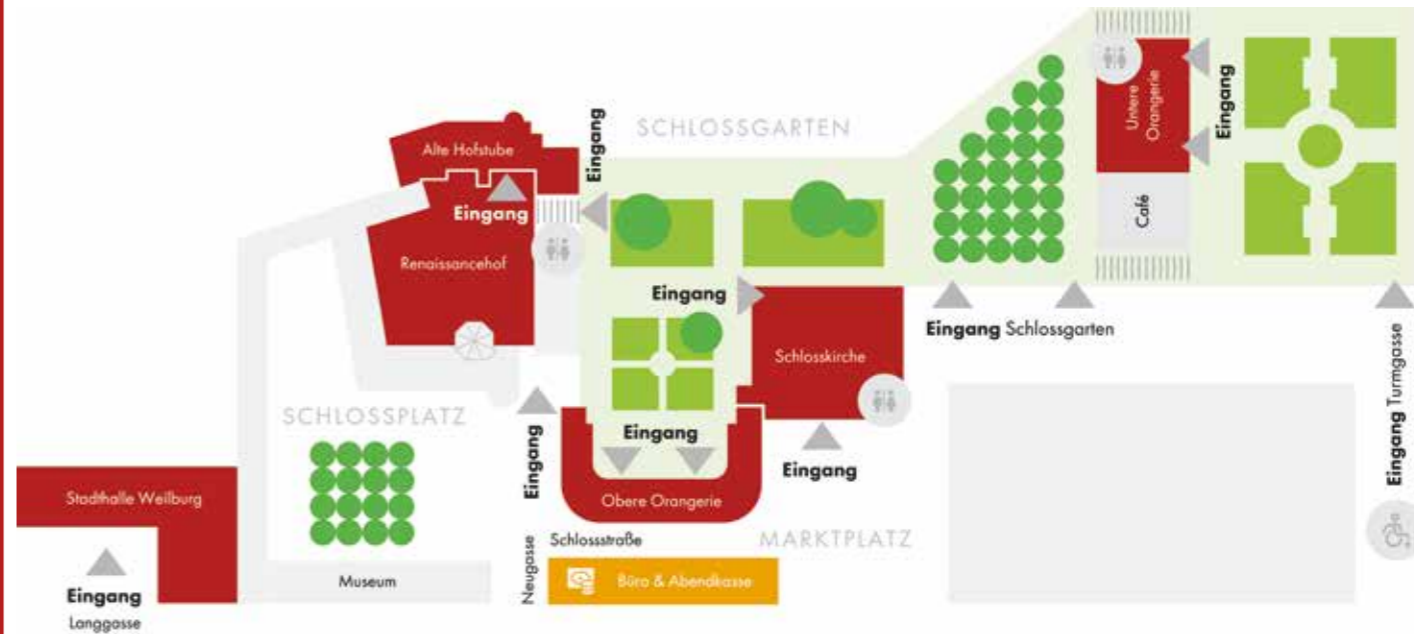 SCHLOSSGARTEN
Alte Hofstube
Eingang
Eingang
Renaissancehof
Untere
Orangerie
Eingang
Café
Eingang
Schlosskirche
Eingang Schlossgarten
SCHLOSSPLATZ
Eingang
Eingang
Eingang
Eingang Turmgasse
Stadthalle Weilburg
Obere Orangerie
Schlossstraße
MARKTPLATZ
Neugasse
Museum
Büro & Abendkasse
Eingang
Langgasse